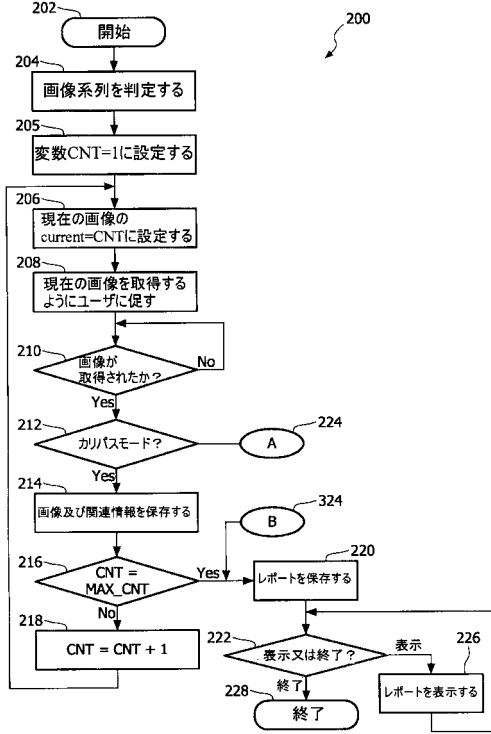 202
開始
200
204
画像系列を判定する
205
変数CNT=1に設定する
206
現在の画像の
current=CNTに設定する
208
現在の画像を取得する
ようにユーザに促す
210
画像が
取得されたか?
No
Yes
212
カリパスモード?
224
A
Yes
214
画像及び関連情報を保存する
324
B
216
CNT =
MAX_CNT
Yes
220
レポートを保存する
No
218
CNT = CNT + 1
222
表示又は終了?
表示
226
レポートを表示する
終了
228
終了